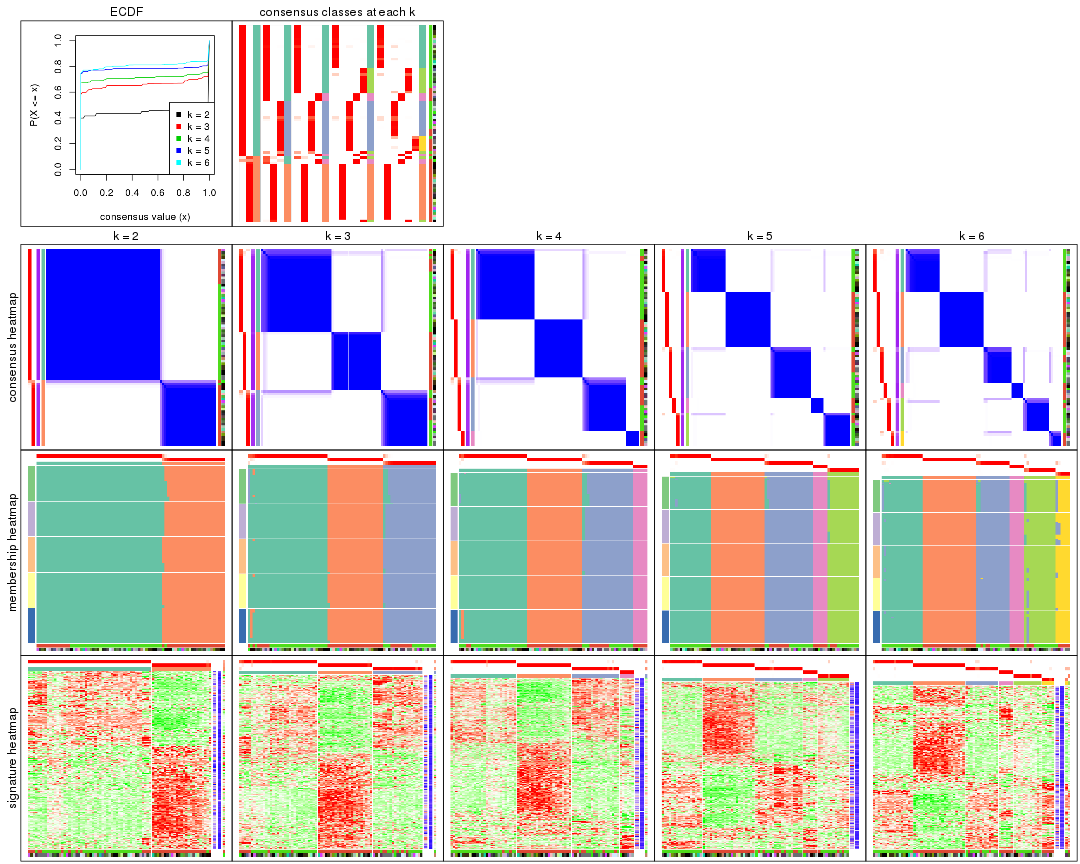 ECDF
consensus classes at each k
P(X <= x)
1.0
0.8
0.6
0.4
0.2
0.0
k = 2
k = 3
k = 4
k = 5
k = 6
0.0 0.2 0.4 0.6 0.8 1.0
consensus value (x)
k = 2
k = 3
k = 4
k = 5
k = 6
consensus heatmap
membership heatmap
signature heatmap